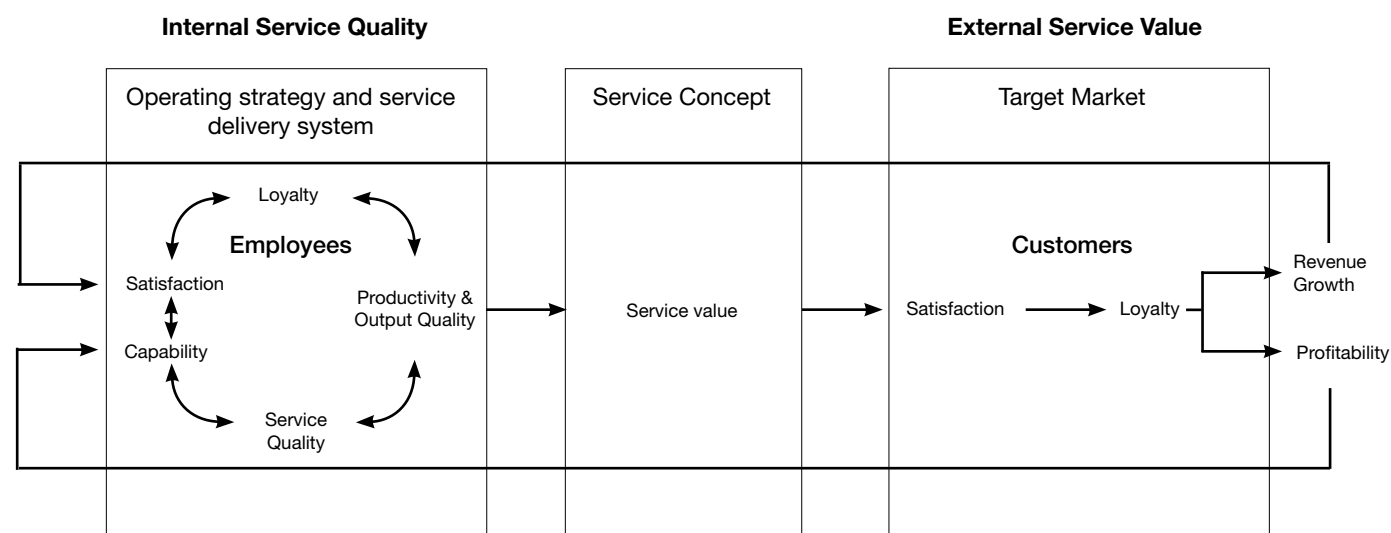 Internal Service Quality
External Service Value
Operating strategy and service
delivery system
Service Concept
Target Market
Loyalty
Employees
Satisfaction
Productivity &
Output Quality
Capability
Service
Quality
Service value
Customers
Satisfaction
Loyalty
Revenue
Growth
Profitability